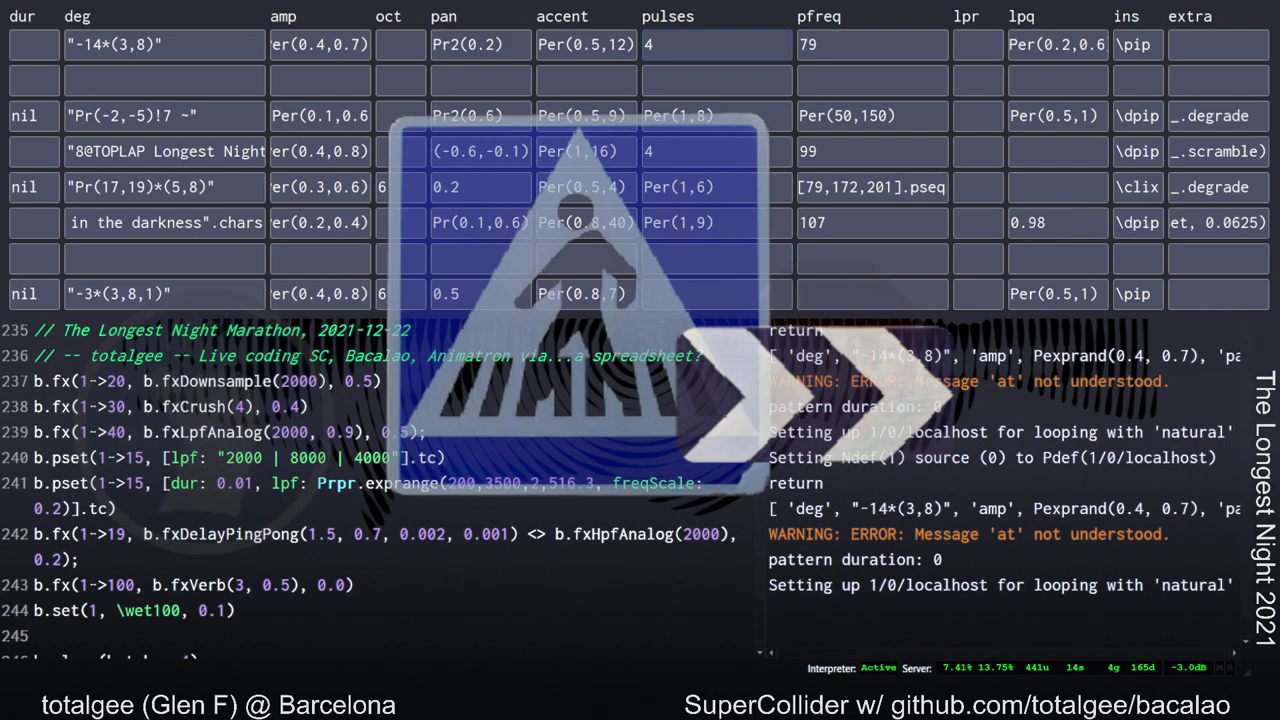 dur deg amp oct pan accent pulses pfreq lpr lpq ins extra
"-14*(3,8)" er(0.4,0.7) Pr2(0.2) Per(0.5,12) 4 79 Per(0.2,0.6 \pip
nil "Pr(-2,-5)!7 ~" Per(0.1,0.6 Pr2(0.6) Per(0.5,9) Per(1,8) Per(50,150) Per(0.5,1) \dpip _.degrade
"8@TOPLAP Longest Night er(0.4,0.8) (-0.6,-0.1) Per(1,16) 4 99 \dpip _.scramble)
nil "Pr(17,19)*(5,8)" er(0.3,0.6) 6 0.2 Per(0.5,4) Per(1,6) [79,172,201].pseq \clix _.degrade
in the darkness".chars er(0.2,0.4) Pr(0.1,0.6) Per(0.8,40) Per(1,9) 107 0.98 \dpip et, 0.0625)
nil "-3*(3,8,1)" er(0.4,0.8) 6 0.5 Per(0.8,7) Per(0.5,1) \pip
235 // The Longest Night Marathon, 2021-12-22
236 // -- totalgee -- Live coding SC, Bacalao, Animatron via...a spreadsheet?
237 b.fx(1->20, b.fxDownsample(2000), 0.5)
238 b.fx(1->30, b.fxCrush(4), 0.4)
239 b.fx(1->40, b.fxLpfAnalog(2000, 0.9), 0.5);
240 b.pset(1->15, [lpf: "2000 | 8000 | 4000"].tc)
241 b.pset(1->15, [dur: 0.01, lpf: Prpr.exprange(200,3500,2,516.3, freqScale:
0.2)].tc)
242 b.fx(1->19, b.fxDelayPingPong(1.5, 0.7, 0.002, 0.001) <> b.fxHpfAnalog(2000),
0.2);
243 b.fx(1->100, b.fxVerb(3, 0.5), 0.0)
244 b.set(1, \wet100, 0.1)
245
return
[ 'deg', "-14*(3,8)", 'amp', Pexprand(0.4, 0.7), 'pa
WARNING: ERROR: Message 'at' not understood.
pattern duration: 0
Setting up 1/0/localhost for looping with 'natural'
Setting Ndef(1) source (0) to Pdef(1/0/localhost)
return
[ 'deg', "-14*(3,8)", 'amp', Pexprand(0.4, 0.7), 'pa
WARNING: ERROR: Message 'at' not understood.
pattern duration: 0
Setting up 1/0/localhost for looping with 'natural'
Interpreter: Active Server: 7.41% 13.75% 441u 14s 4g 165d -3.0dB M R
The Longest Night 2021
totalgee (Glen F) @ Barcelona
SuperCollider w/ github.com/totalgee/bacalao